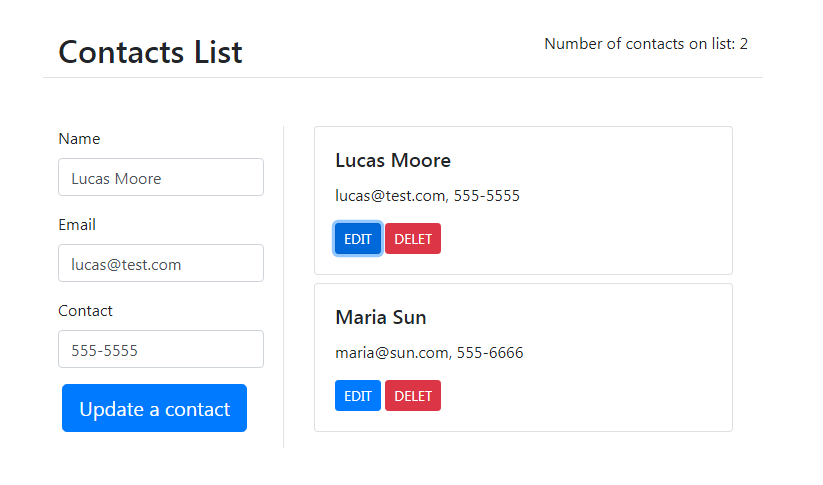 Contacts List
Number of contacts on list: 2
Name
Lucas Moore
Email
lucas@test.com
Contact
555-5555
Update a contact
Lucas Moore
lucas@test.com, 555-5555
EDIT DELET
Maria Sun
maria@sun.com, 555-6666
EDIT DELET